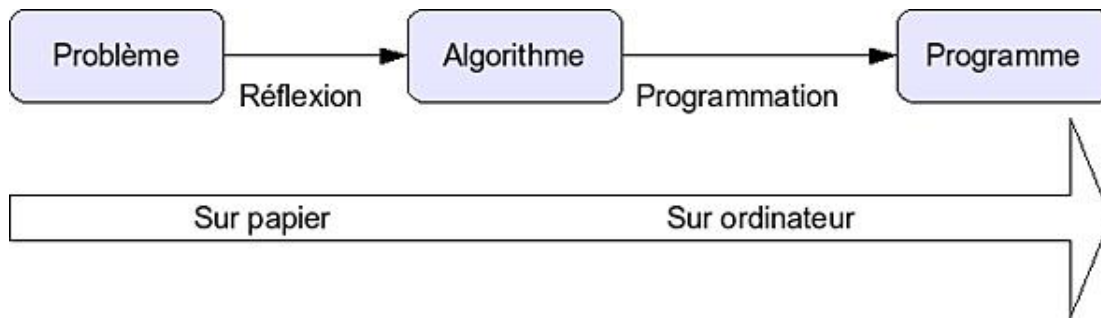 Problème Algorithme Programme
Réflexion Programmation
Sur papier Sur ordinateur